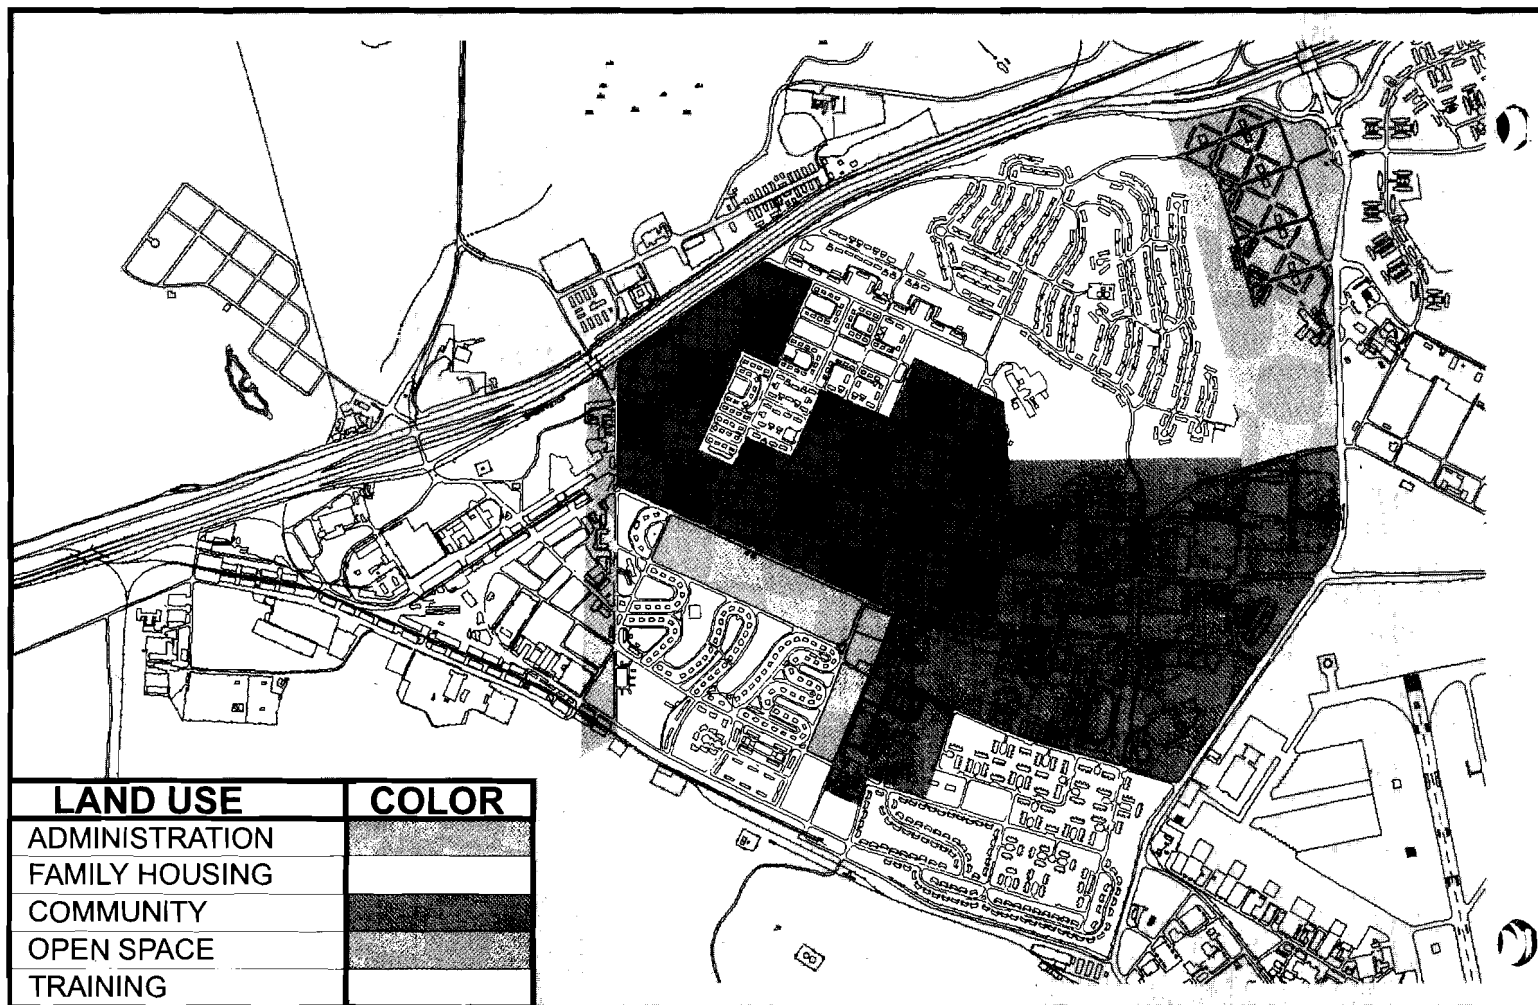 LAND USE COLOR
ADMINISTRATION
FAMILY HOUSING
COMMUNITY
OPEN SPACE
TRAINING